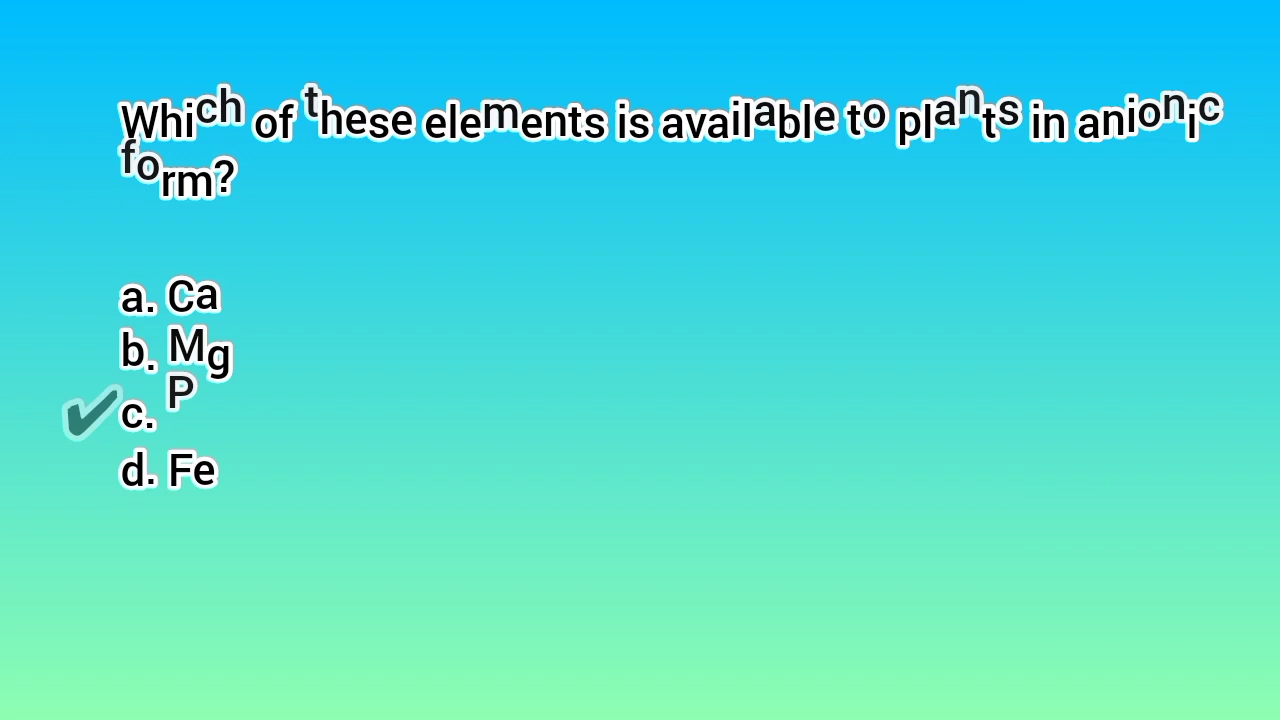 Which of these elements is available to plants in anionic
form?
a. Ca
b. Mg
c. P
d. Fe